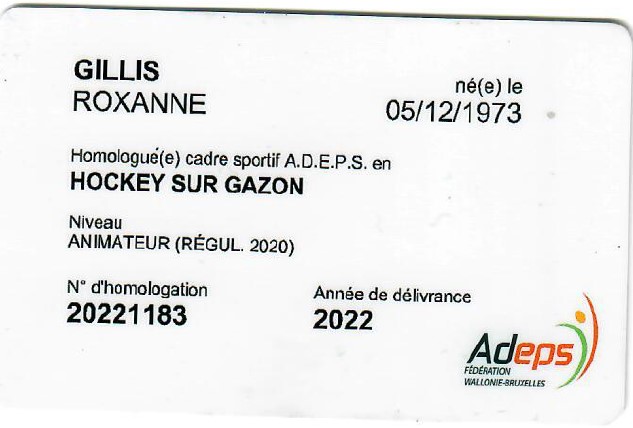 GILLIS
ROXANNE
né(e) le
05/12/1973
Homologué(e) cadre sportif A.D.E.P.S. en
HOCKEY SUR GAZON
Niveau
ANIMATEUR (RÉGUL. 2020)
N° d'homologation
20221183
Année de délivrance
2022
Adeps
FÉDÉRATION
WALLONIE-BRUXELLES